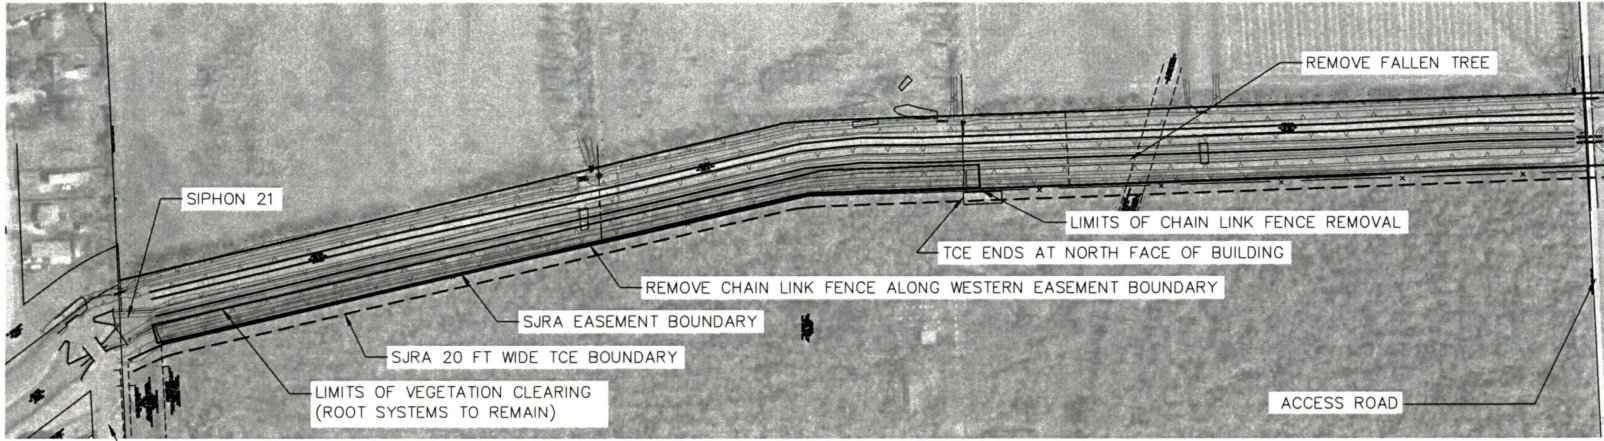 REMOVE FALLEN TREE
SIPHON 21
LIMITS OF CHAIN LINK FENCE REMOVAL
TCE ENDS AT NORTH FACE OF BUILDING
REMOVE CHAIN LINK FENCE ALONG WESTERN EASEMENT BOUNDARY
SJRA EASEMENT BOUNDARY
SJRA 20 FT WIDE TCE BOUNDARY
LIMITS OF VEGETATION CLEARING
(ROOT SYSTEMS TO REMAIN)
ACCESS ROAD